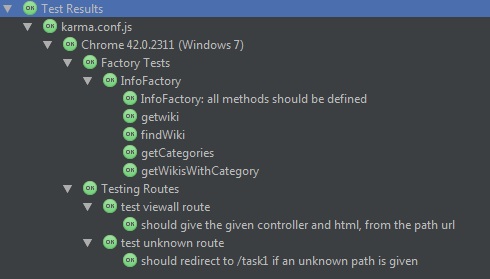 OK Test Results
OK karma.conf.js
OK Chrome 42.0.2311 (Windows 7)
OK Factory Tests
OK InfoFactory
OK InfoFactory: all methods should be defined
OK getwiki
OK findWiki
OK getCategories
OK getWikisWithCategory
OK Testing Routes
OK test viewall route
OK should give the given controller and html, from the path url
OK test unknown route
OK should redirect to /task1 if an unknown path is given